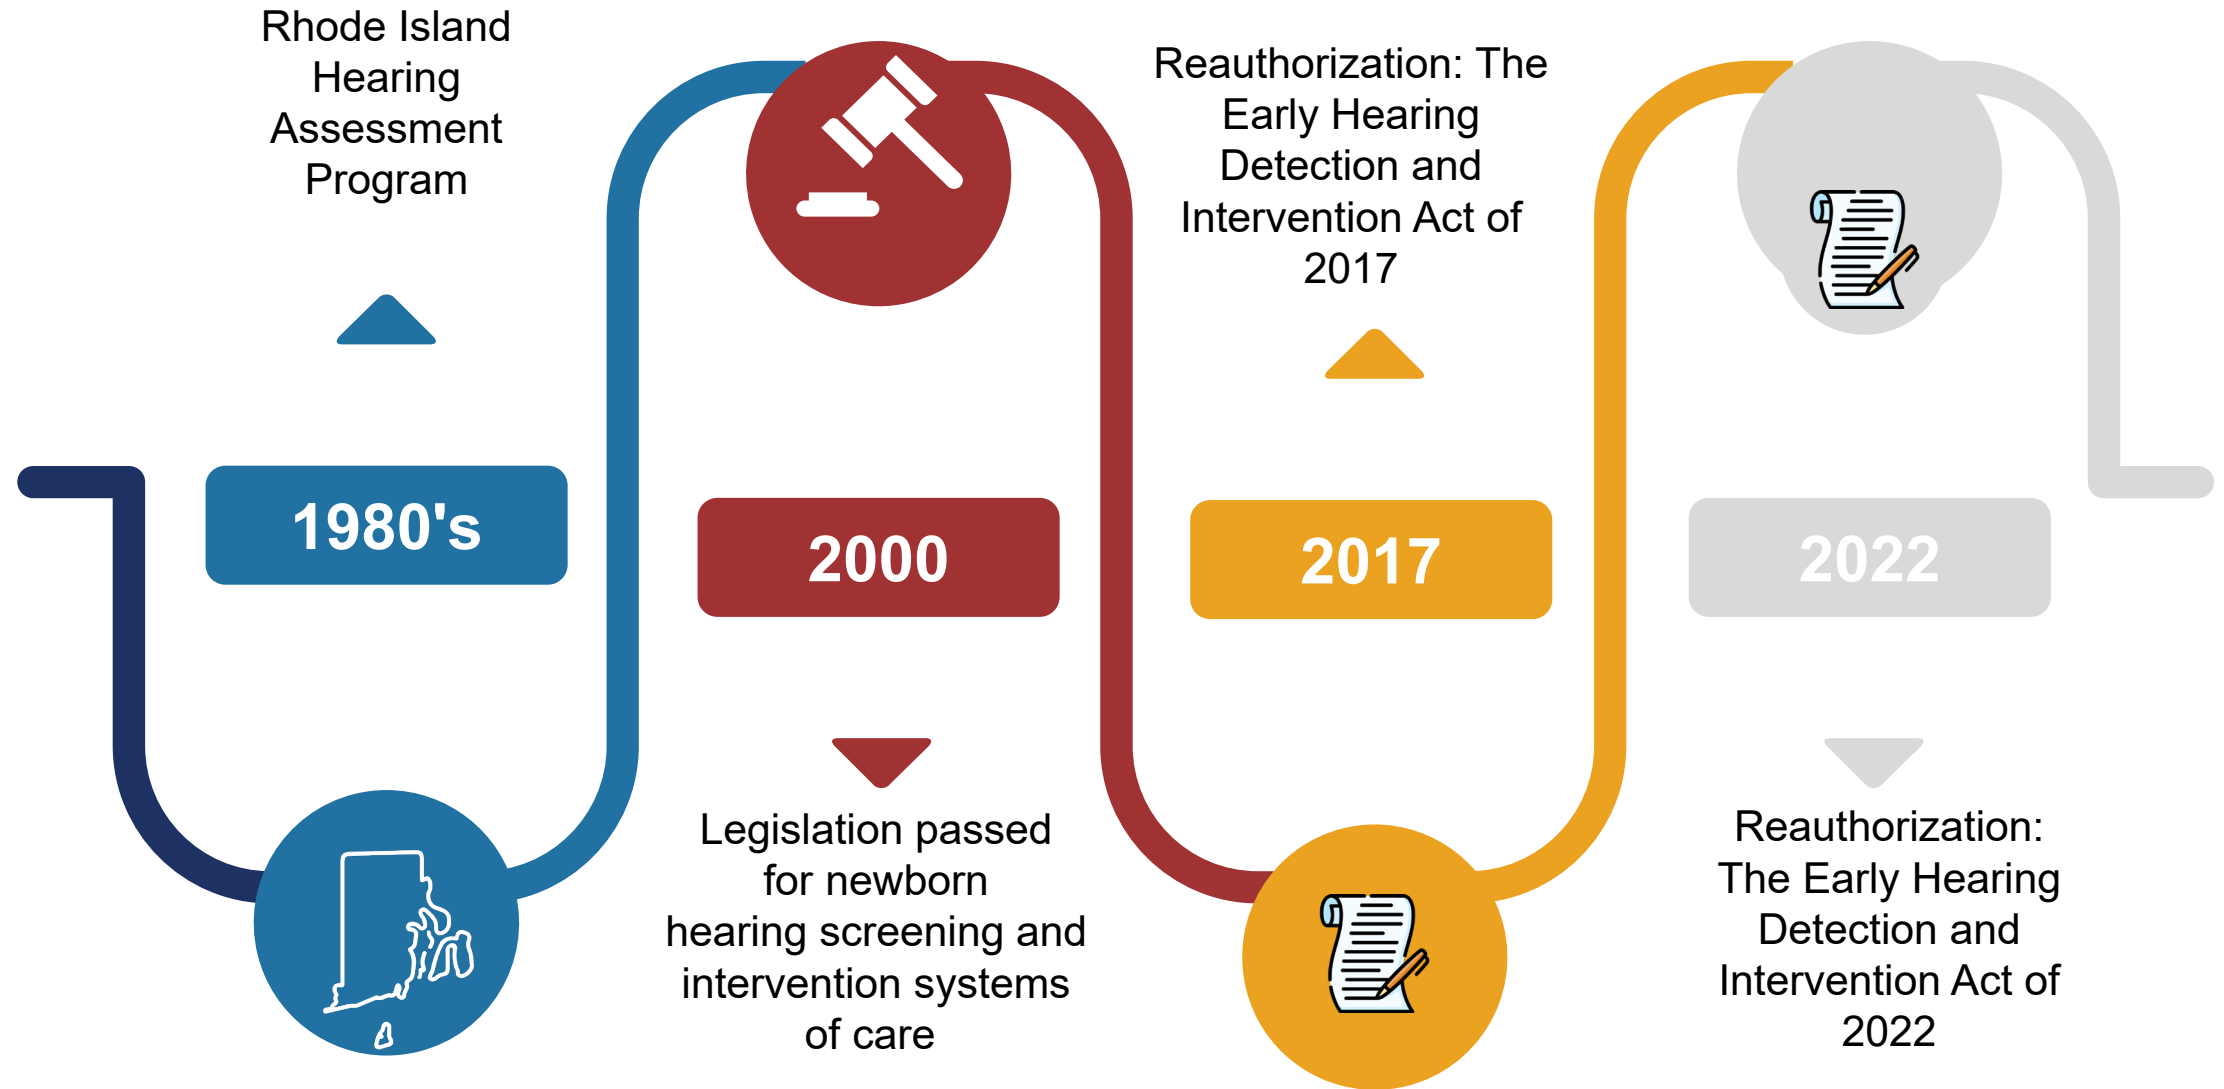 Rhode Island
Hearing
Assessment
Program
1980's
2000
Legislation passed
for newborn
hearing screening and
intervention systems
of care
Reauthorization: The
Early Hearing
Detection and
Intervention Act of
2017
2017
2022
Reauthorization:
The Early Hearing
Detection and
Intervention Act of
2022